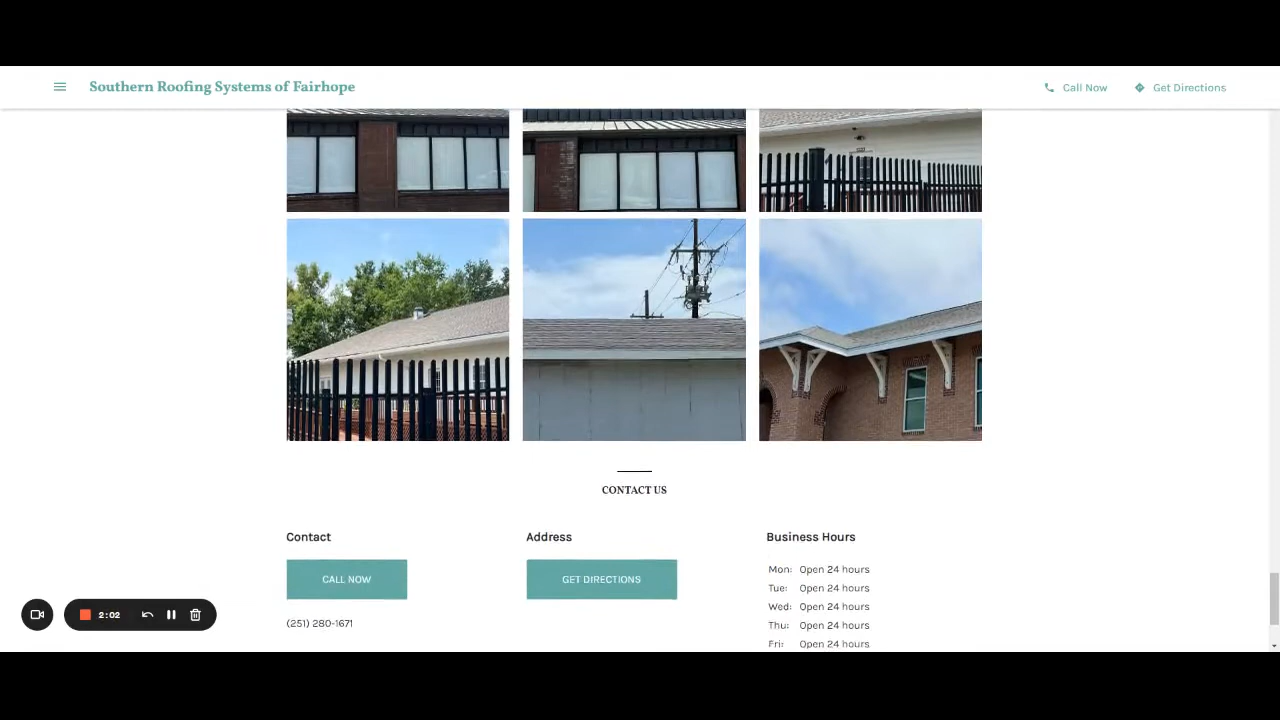 Southern Roofing Systems of Fairhope
Call Now
Get Directions
CONTACT US
Contact
Address
Business Hours
CALL NOW
GET DIRECTIONS
(251) 280-1671
Mon: Open 24 hours
Tue: Open 24 hours
Wed: Open 24 hours
Thu: Open 24 hours
Fri: Open 24 hours
2:02